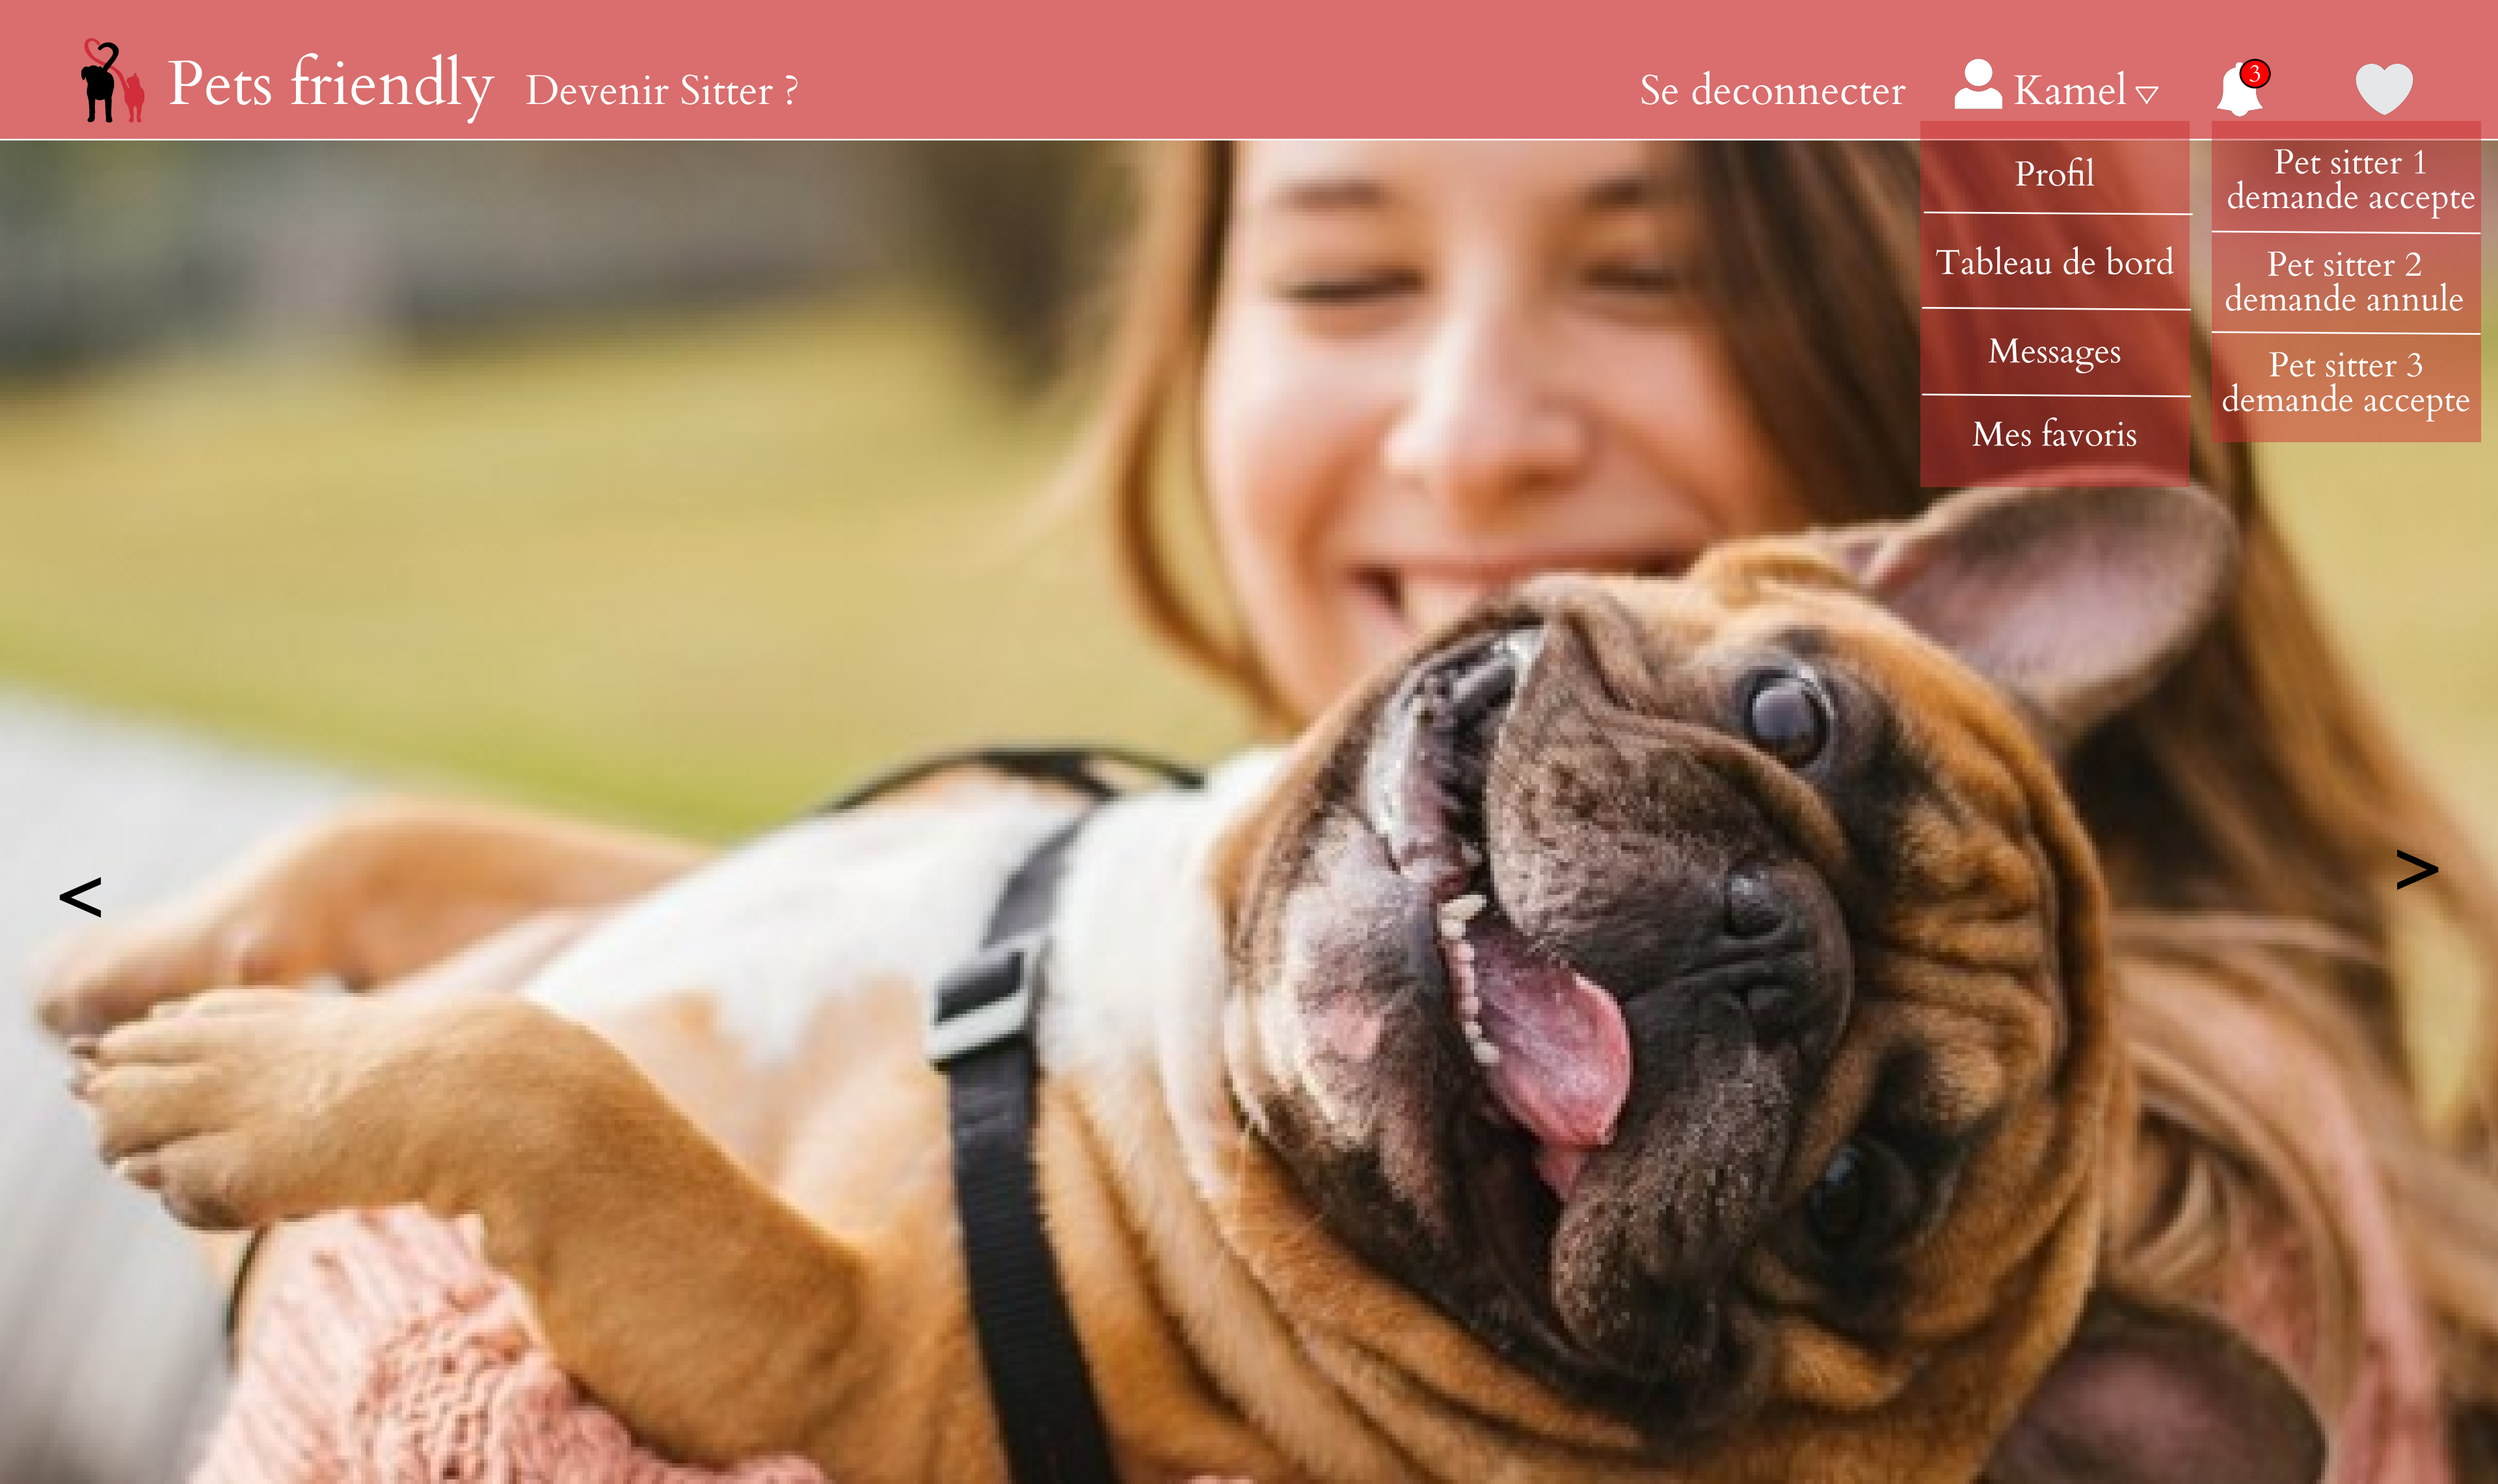 Pets friendly
Devenir Sitter ?
Se deconnecter
Kamel
3
Profil
Tableau de bord
Messages
Mes favoris
Pet sitter 1
demande accepte
Pet sitter 2
demande annule
Pet sitter 3
demande accepte
<
>